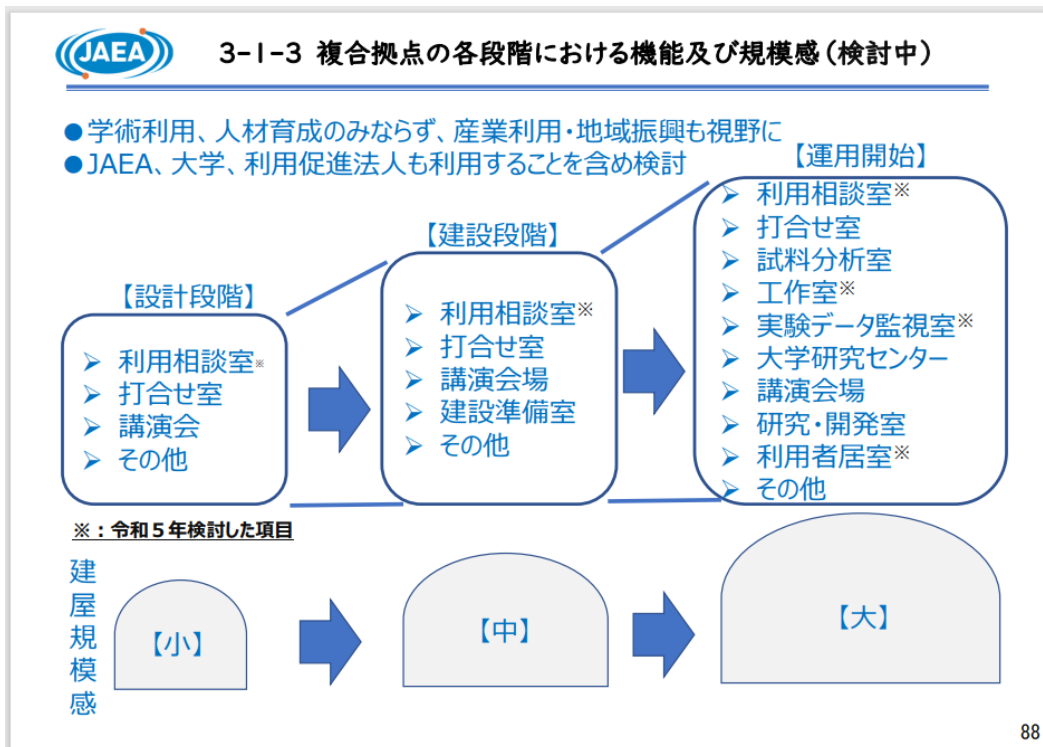 JAEA
3-1-3 複合拠点の各段階における機能及び規模感(検討中)
●学術利用、人材育成のみならず、産業利用・地域振興も視野に
●JAEA、大学、利用促進法人も利用することを含め検討
【設計段階】
➢ 利用相談室※
➢ 打合せ室
➢ 講演会
➢ その他
【建設段階】
➢ 利用相談室※
➢ 打合せ室
➢ 講演会場
➢ 建設準備室
➢ その他
【運用開始】
➢ 利用相談室※
➢ 打合せ室
➢ 試料分析室
➢ 工作室※
➢ 実験データ監視室※
➢ 大学研究センター
➢ 講演会場
➢ 研究・開発室
➢ 利用者居室※
➢ その他
※:令和5年検討した項目
建屋規模感
【小】
【中】
【大】
88